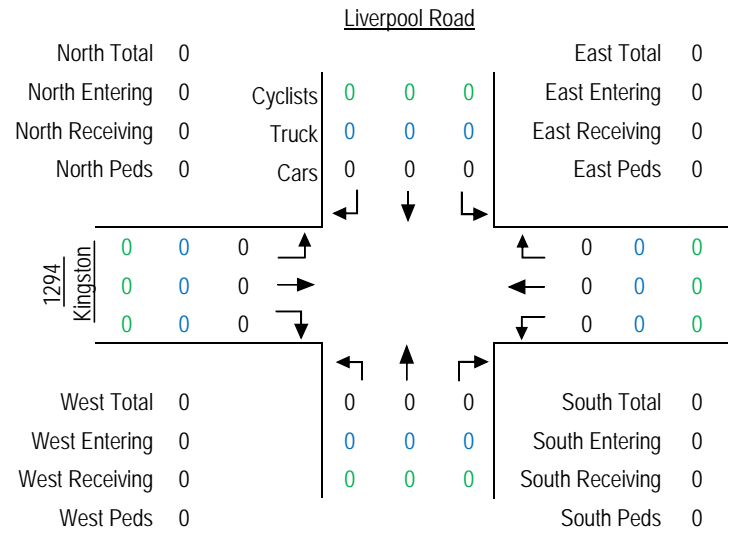 Liverpool Road
North Total 0
East Total 0
North Entering 0
Cyclists 0 0 0
East Entering 0
North Receiving 0
Truck 0 0 0
East Receiving 0
North Peds 0
Cars 0 0 0
East Peds 0
1294
Kingston
0 0 0
0 0 0
0 0 0
0 0 0
0 0 0
0 0 0
West Total 0
0 0 0
South Total 0
West Entering 0
0 0 0
South Entering 0
West Receiving 0
0 0 0
South Receiving 0
West Peds 0
South Peds 0